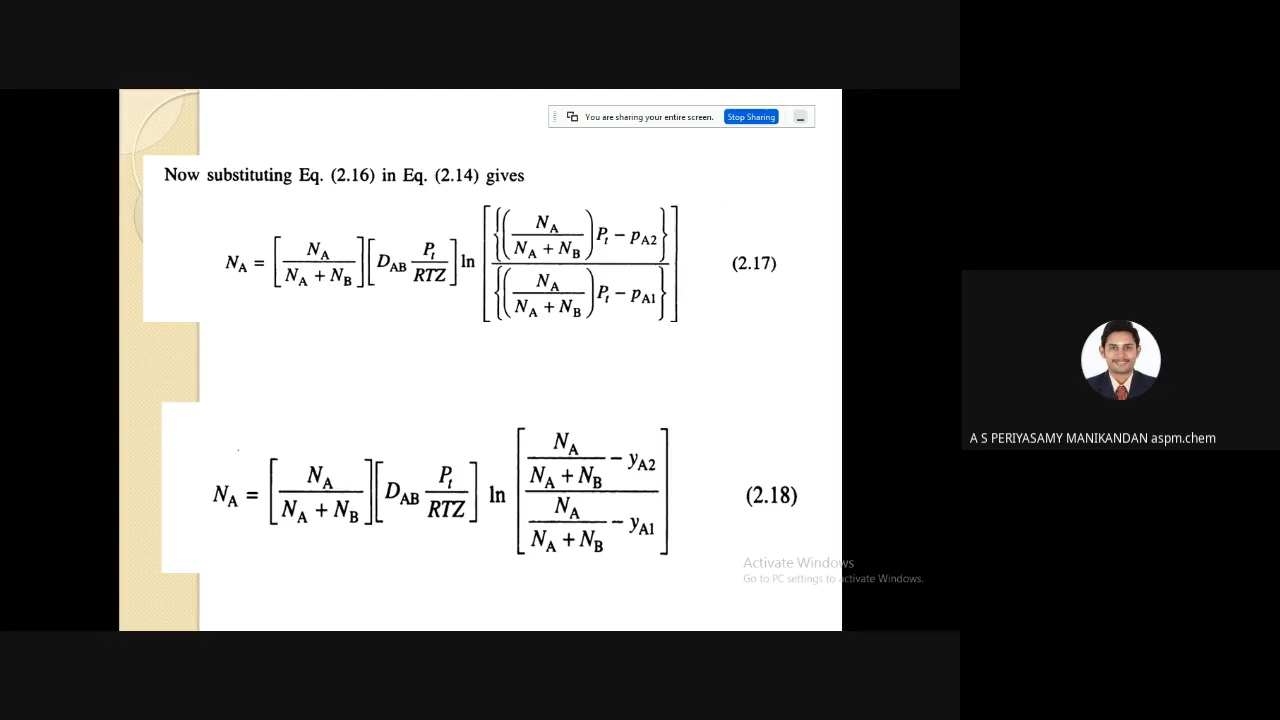 You are sharing your entire screen. Stop Sharing
Now substituting Eq. (2.16) in Eq. (2.14) gives
N_A = [N_A / (N_A + N_B)] [D_AB P_t / RTZ] ln [{(N_A / (N_A + N_B)) P_t − p_A2} / {(N_A / (N_A + N_B)) P_t − p_A1}] (2.17)
A S PERIYASAMY MANIKANDAN aspm.chem
N_A = [N_A / (N_A + N_B)] [D_AB P_t / RTZ] ln [(N_A / (N_A + N_B) − y_A2) / (N_A / (N_A + N_B) − y_A1)] (2.18)
Activate Windows
Go to PC settings to activate Windows.